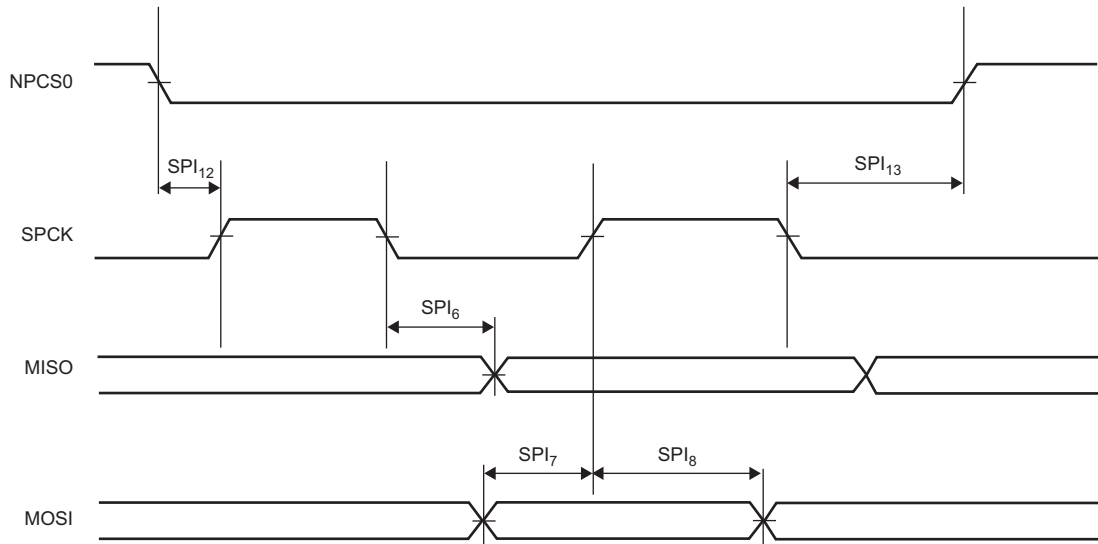 NPCS0
SPI₁₂
SPI₁₃
SPCK
SPI₆
MISO
SPI₇
SPI₈
MOSI